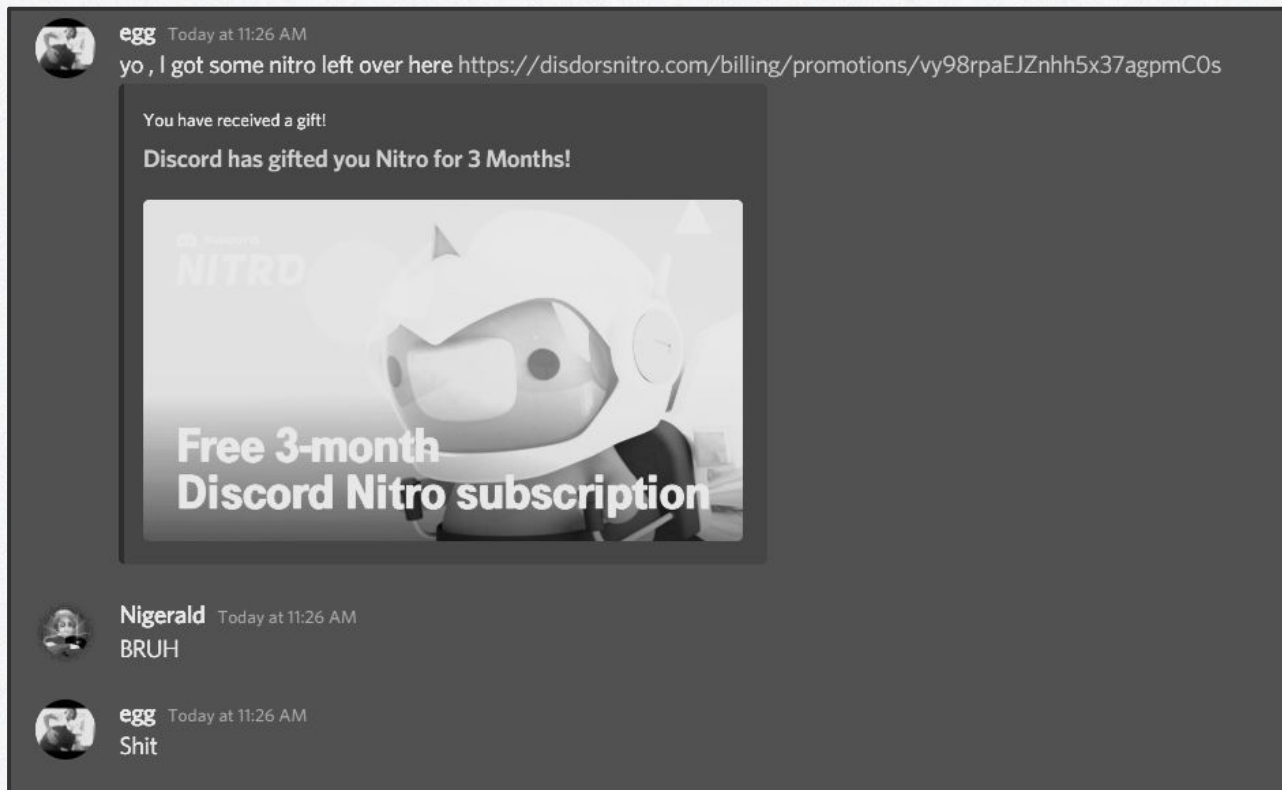 egg Today at 11:26 AM
yo , I got some nitro left over here https://disdorsnitro.com/billing/promotions/vy98rpaEJZnhh5x37agpmC0s
You have received a gift!
Discord has gifted you Nitro for 3 Months!
NITRO
Free 3-month
Discord Nitro subscription
Nigerald Today at 11:26 AM
BRUH
egg Today at 11:26 AM
Shit